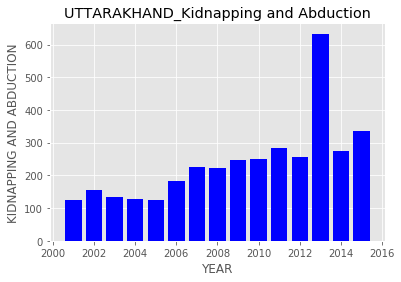 UTTARAKHAND_Kidnapping and Abduction
KIDNAPPING AND ABDUCTION
600
500
400
300
200
100
0
2000 2002 2004 2006 2008 2010 2012 2014 2016
YEAR